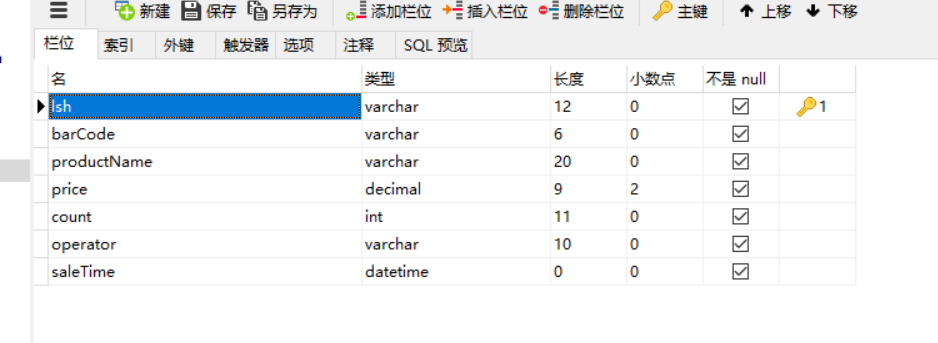 新建 保存 另存为 添加栏位 插入栏位 删除栏位 主键 上移 下移
栏位 索引 外键 触发器 选项 注释 SQL 预览
名 类型 长度 小数点 不是 null
lsh varchar 12 0 1
barCode varchar 6 0
productName varchar 20 0
price decimal 9 2
count int 11 0
operator varchar 10 0
saleTime datetime 0 0